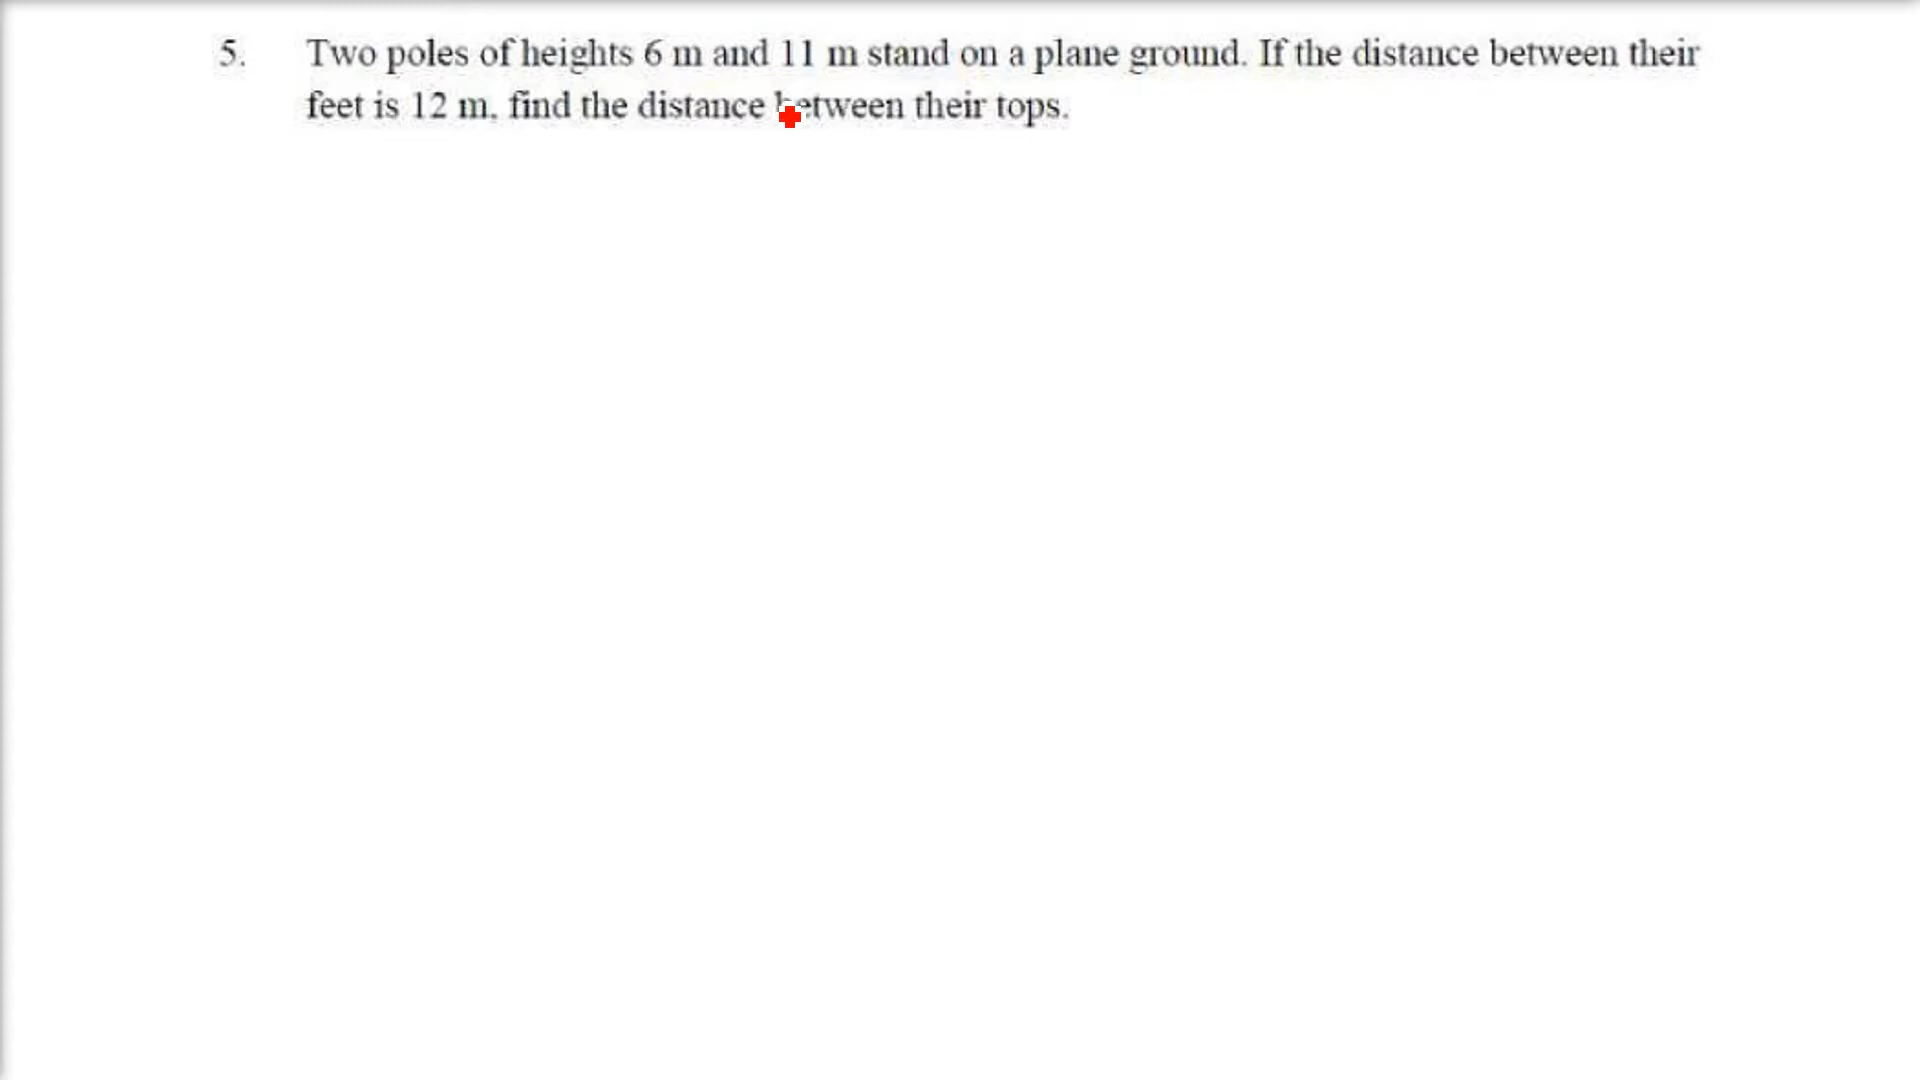 5. Two poles of heights 6 m and 11 m stand on a plane ground. If the distance between their
feet is 12 m, find the distance between their tops.